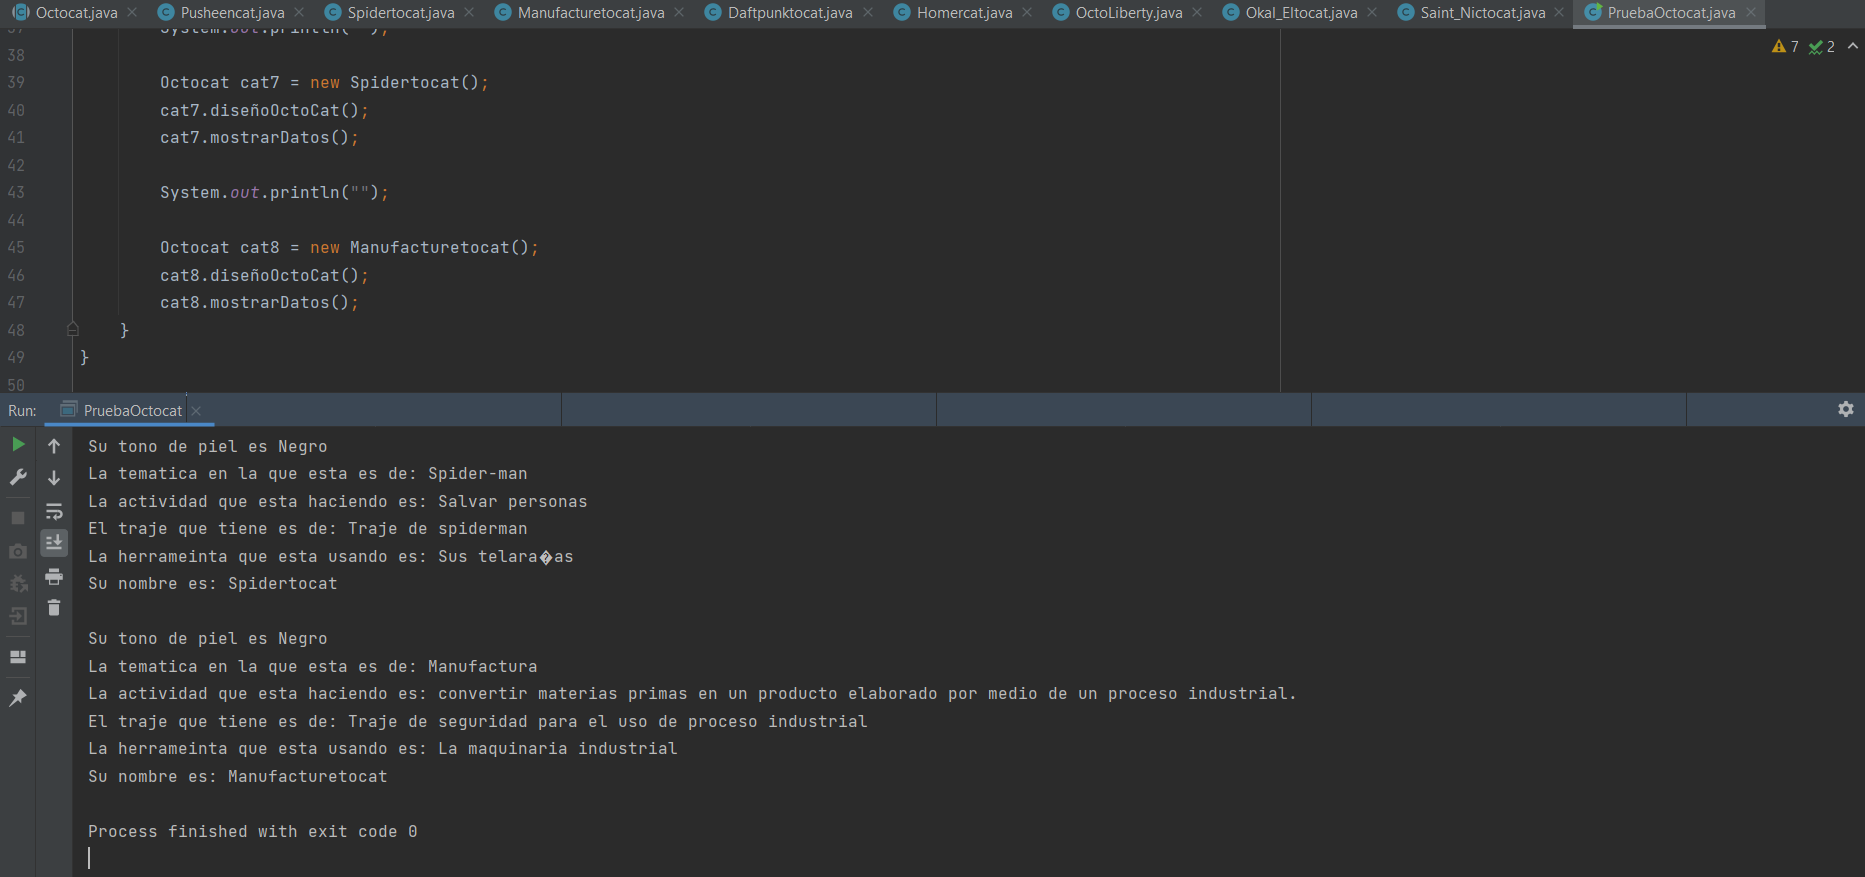 Octocat.java Pusheencat.java Spidertocat.java Manufacturetocat.java Daftpunktocat.java Homercat.java OctoLiberty.java Okal_Eltocat.java Saint_Nictocat.java PruebaOctocat.java
37 System.out.println("");
7 2
38
39 Octocat cat7 = new Spidertocat();
40 cat7.diseñoOctoCat();
41 cat7.mostrarDatos();
42
43 System.out.println("");
44
45 Octocat cat8 = new Manufacturetocat();
46 cat8.diseñoOctoCat();
47 cat8.mostrarDatos();
48 }
49 }
50
Run: PruebaOctocat
Su tono de piel es Negro
La tematica en la que esta es de: Spider-man
La actividad que esta haciendo es: Salvar personas
El traje que tiene es de: Traje de spiderman
La herrameinta que esta usando es: Sus telara�as
Su nombre es: Spidertocat
Su tono de piel es Negro
La tematica en la que esta es de: Manufactura
La actividad que esta haciendo es: convertir materias primas en un producto elaborado por medio de un proceso industrial.
El traje que tiene es de: Traje de seguridad para el uso de proceso industrial
La herrameinta que esta usando es: La maquinaria industrial
Su nombre es: Manufacturetocat
Process finished with exit code 0